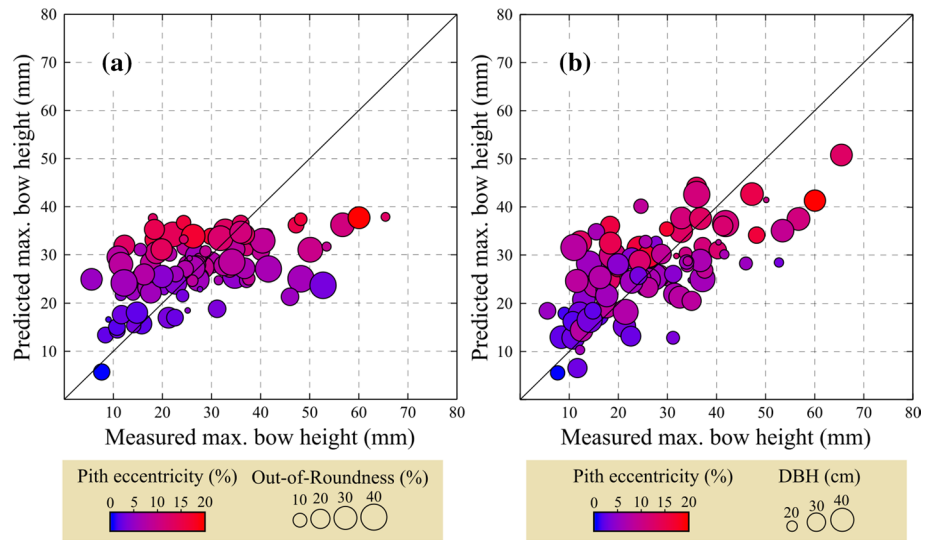 (a)
Predicted max. bow height (mm)
80
70
60
50
40
30
20
10
10 20 30 40 50 60 70 80
Measured max. bow height (mm)
Pith eccentricity (%) Out-of-Roundness (%)
0 5 10 15 20
10 20 30 40
(b)
Predicted max. bow height (mm)
80
70
60
50
40
30
20
10
10 20 30 40 50 60 70 80
Measured max. bow height (mm)
Pith eccentricity (%) DBH (cm)
0 5 10 15 20
20 30 40